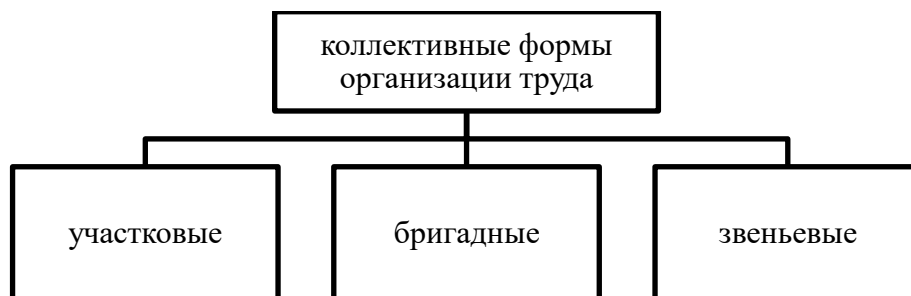 коллективные формы
организации труда
участковые
бригадные
звеньевые